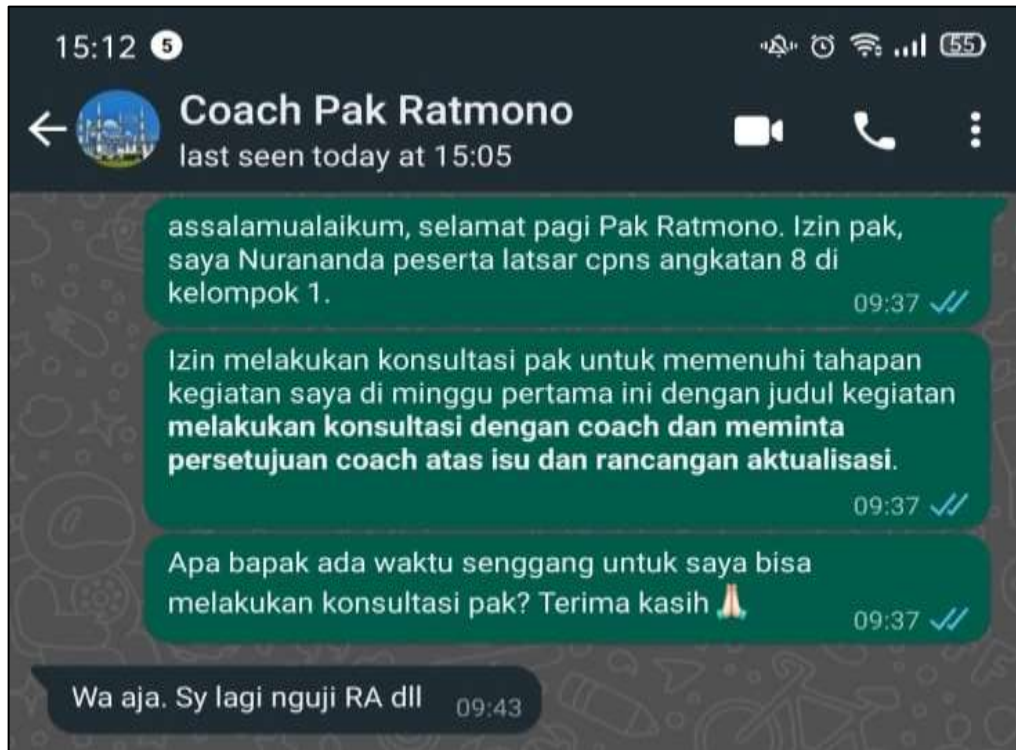 15:12 5 55
Coach Pak Ratmono
last seen today at 15:05
assalamualaikum, selamat pagi Pak Ratmono. Izin pak,
saya Nurananda peserta latsar cpns angkatan 8 di
kelompok 1.
09:37
Izin melakukan konsultasi pak untuk memenuhi tahapan
kegiatan saya di minggu pertama ini dengan judul kegiatan
melakukan konsultasi dengan coach dan meminta
persetujuan coach atas isu dan rancangan aktualisasi.
09:37
Apa bapak ada waktu senggang untuk saya bisa
melakukan konsultasi pak? Terima kasih 🙏🏻
09:37
Wa aja. Sy lagi nguji RA dll 09:43